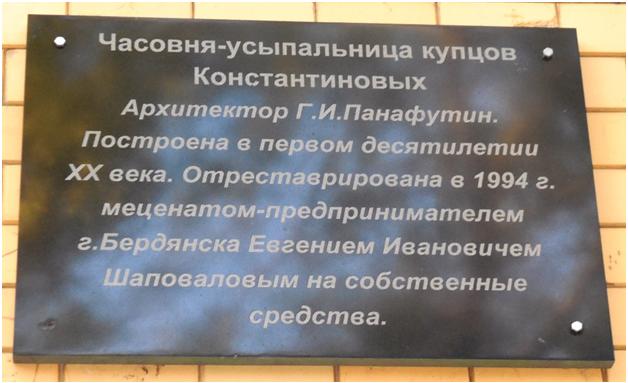 Часовня-усыпальница купцов
Константиновых
Архитектор Г.И.Панафутин.
Построена в первом десятилетии
XX века. Отреставрирована в 1994 г.
меценатом-предпринимателем
г.Бердянска Евгением Ивановичем
Шаповаловым на собственные
средства.